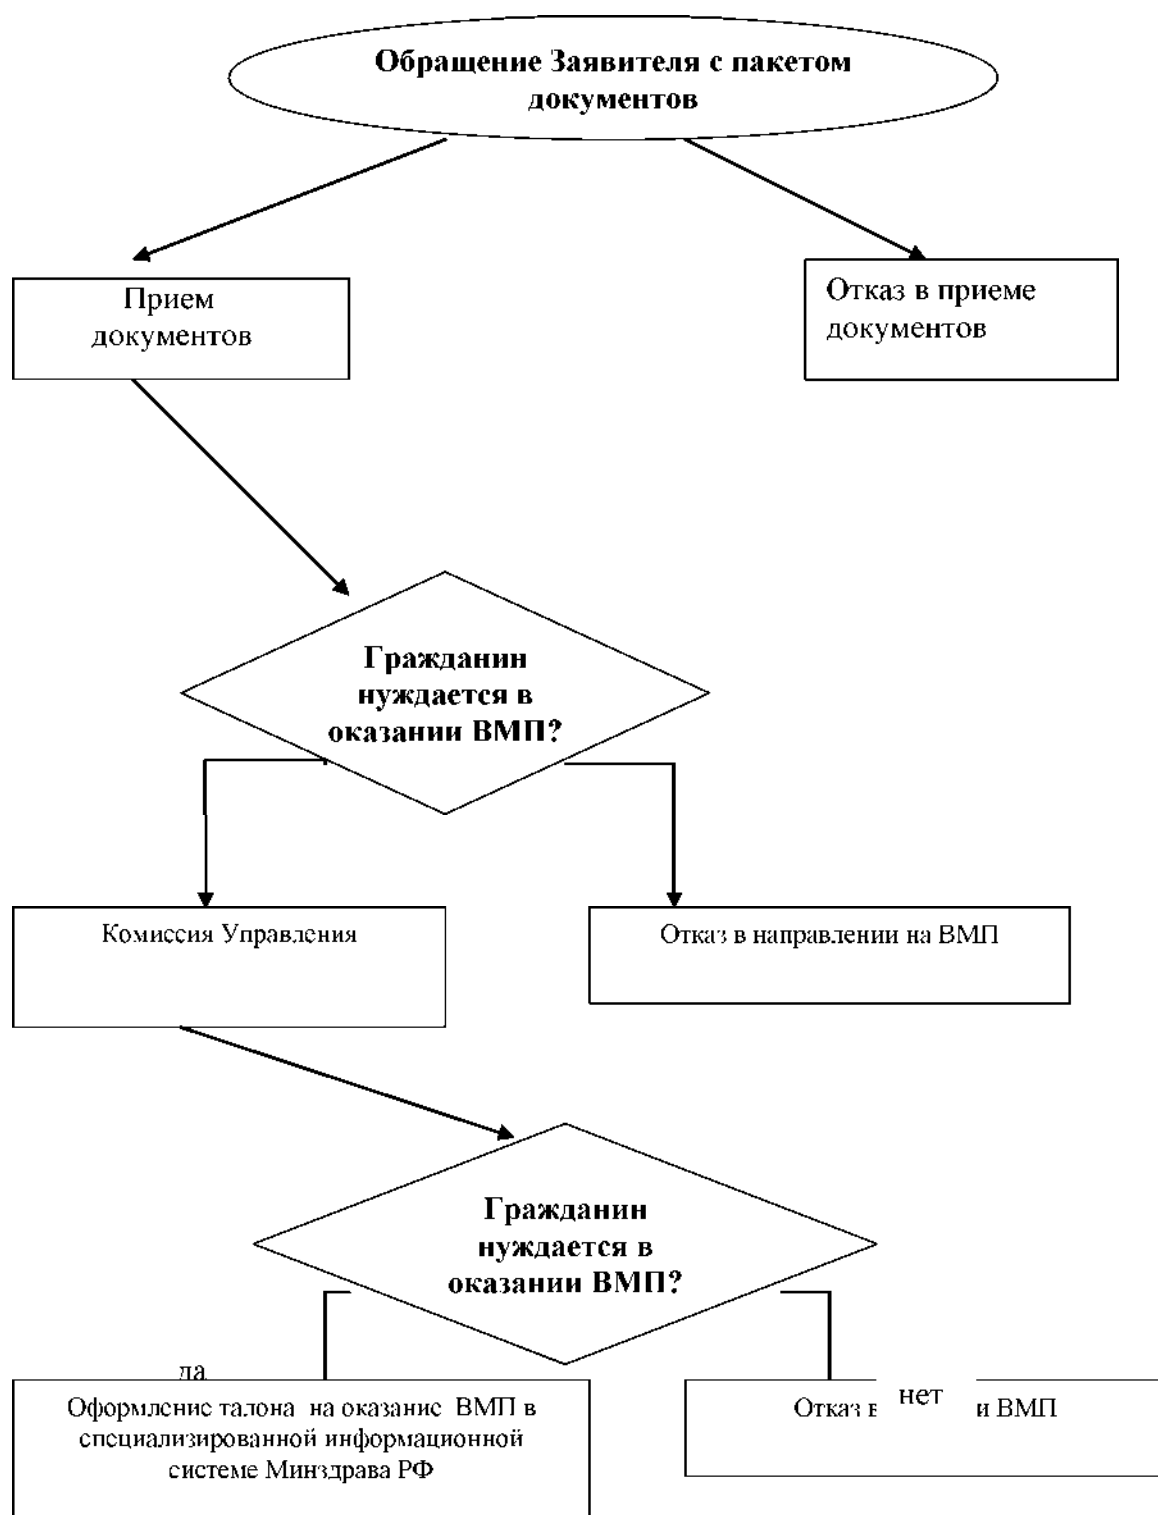 Обращение Заявителя с пакетом
документов
Прием
документов
Отказ в приеме
документов
Гражданин
нуждается в
оказании ВМП?
Комиссия Управления
Отказ в направлении на ВМП
Гражданин
нуждается в
оказании ВМП?
да
Оформление талона на оказание ВМП в
специализированной информационной
системе Минздрава РФ
нет
Отказ в и ВМП